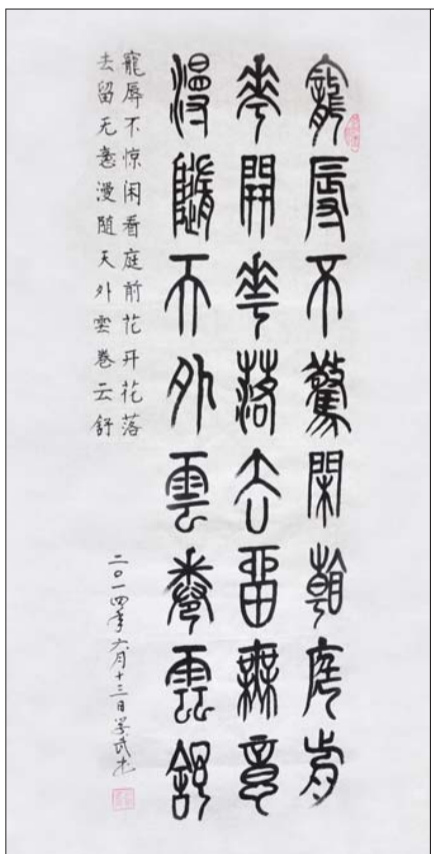 寵辱不驚閑看庭前
花開花落去留無意
漫隨天外雲卷雲舒
寵辱不惊闲看庭前花开花落
去留无意漫随天外雲卷云舒
二〇一四年六月十三日